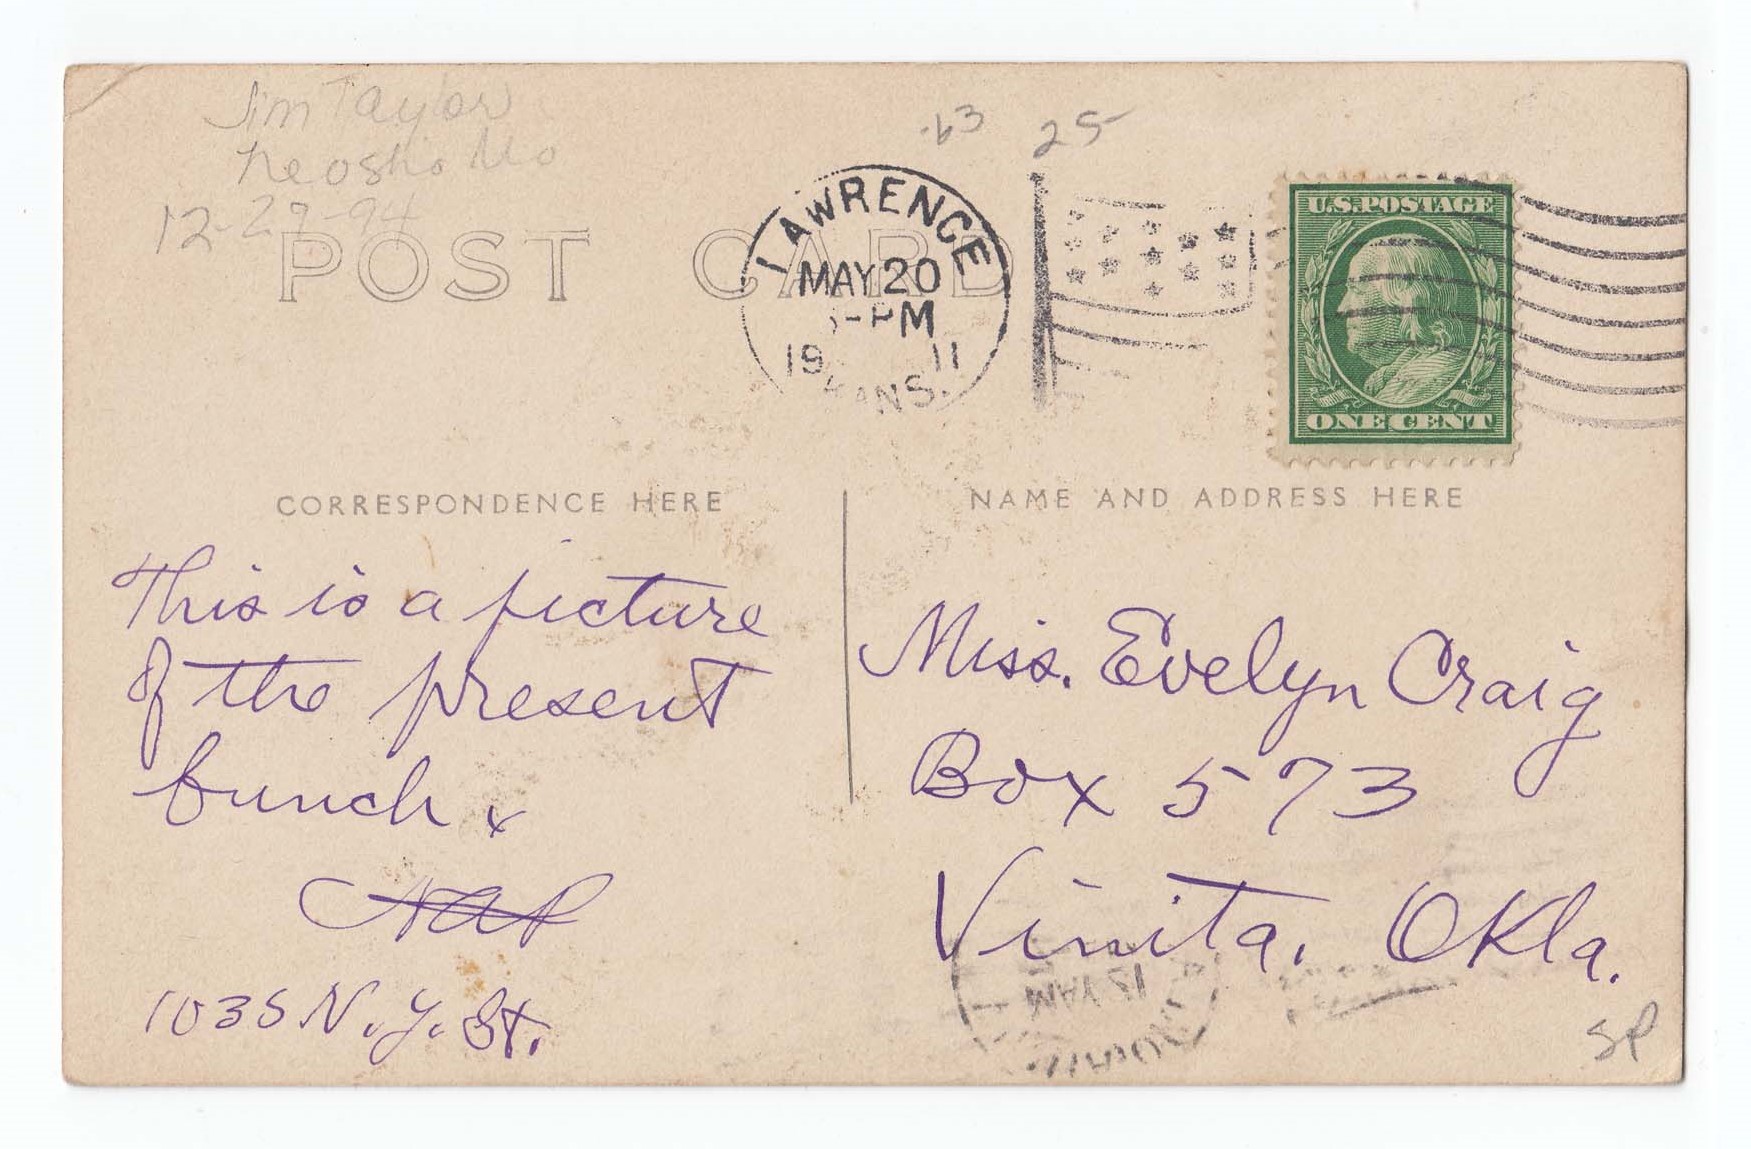 Jim Taylor
Neosho Mo
12-29-94
.63 25-
POST CARD
LAWRENCE
MAY 20
-PM
19 11
KANS.
U.S. POSTAGE
ONE CENT
CORRESPONDENCE HERE
NAME AND ADDRESS HERE
This is a picture
of the present
bunch
1035 N. Y. St.
Miss. Evelyn Craig
Box 573
Vinita, Okla.
MAY 21
SP